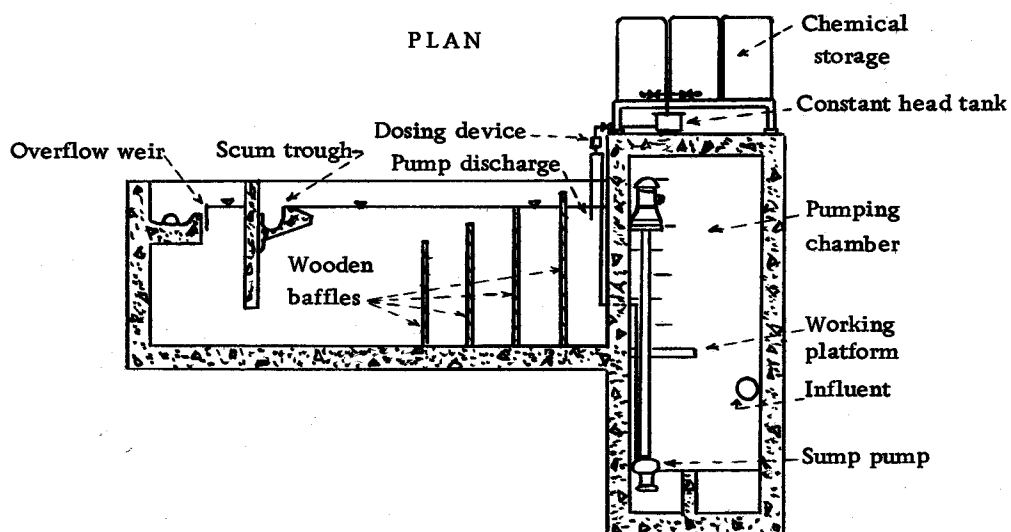 PLAN
Chemical
storage
Constant head tank
Dosing device
Overflow weir
Scum trough
Pump discharge
Pumping
chamber
Wooden
baffles
Working
platform
Influent
Sump pump